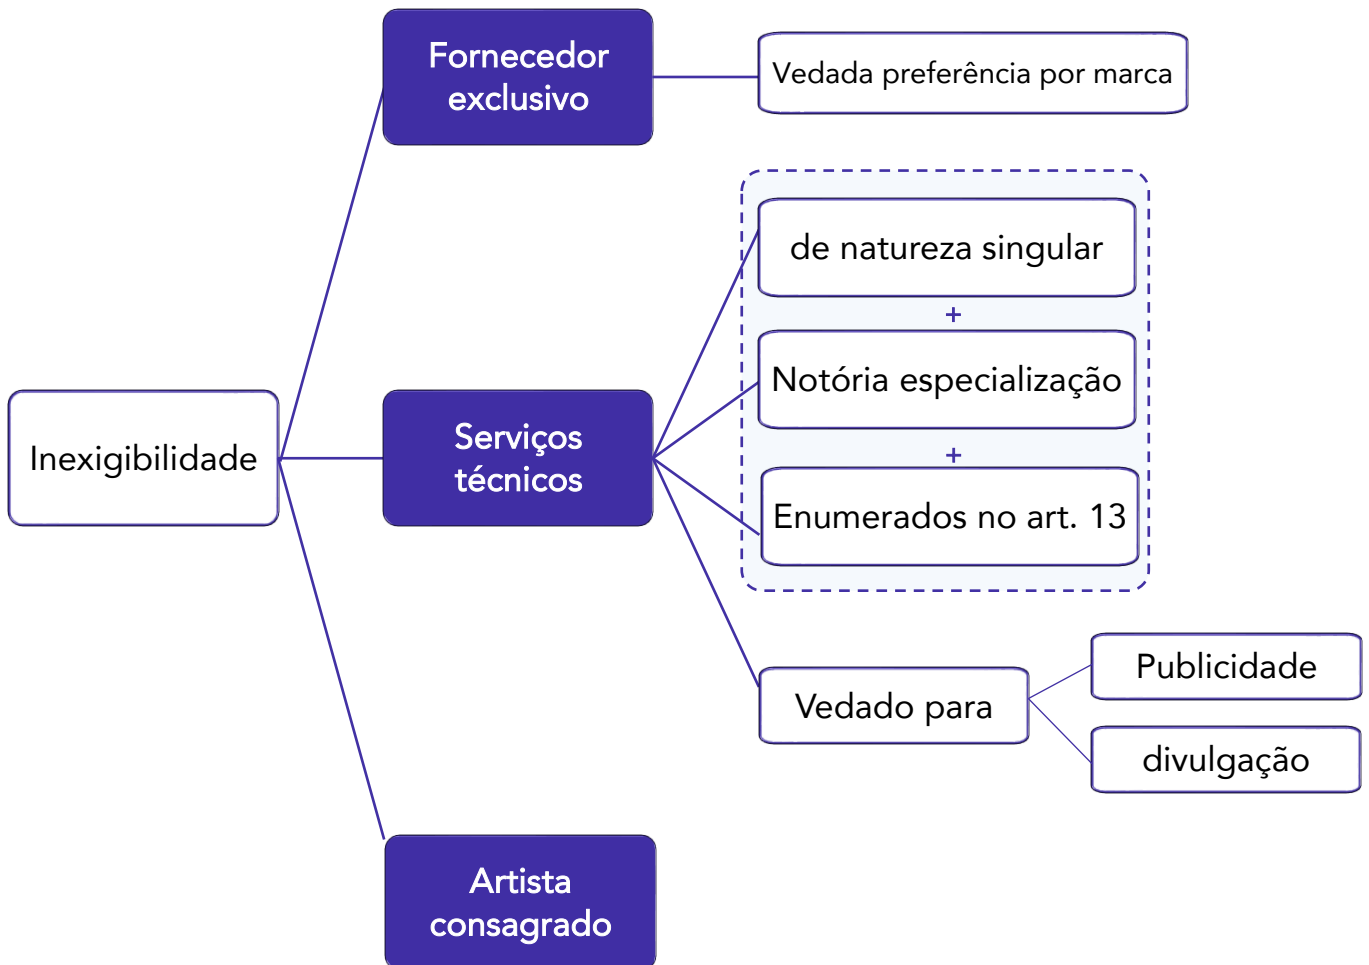 Fornecedor
exclusivo
Vedada preferência por marca
de natureza singular
+
Notória especialização
+
Enumerados no art. 13
Inexigibilidade
Serviços
técnicos
Vedado para
Publicidade
divulgação
Artista
consagrado